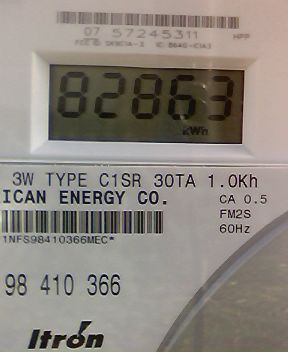 07 57245311 HPP
82863
KWh
3W TYPE C1SR 30TA 1.0Kh
ICAN ENERGY CO.
CA 0.5
FM2S
60Hz
1NFS98410366MEC*
98 410 366
Itron